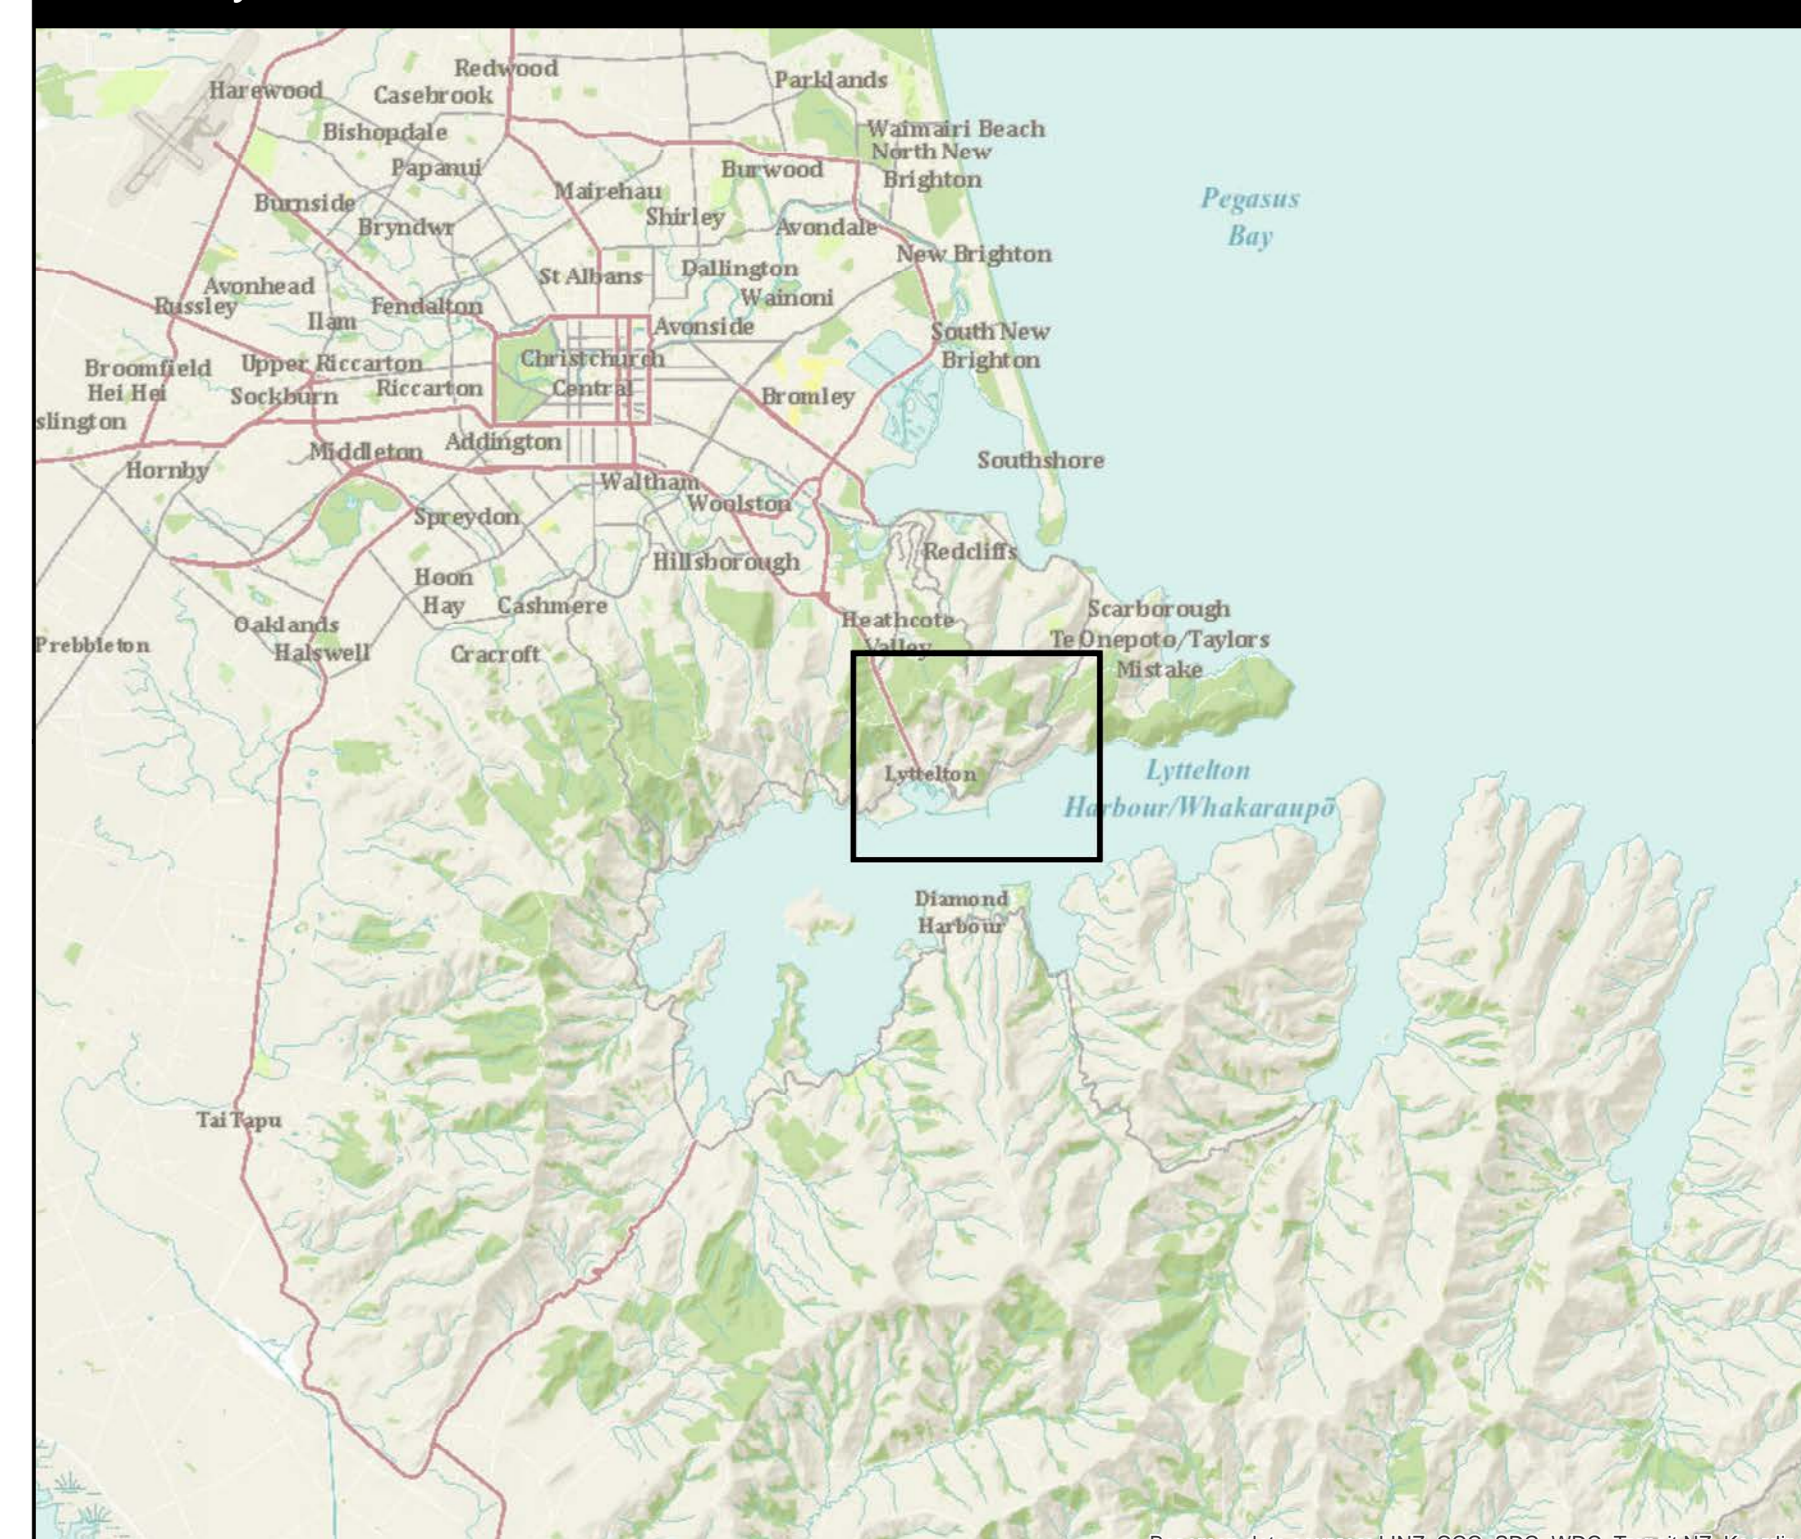 Redwood
Harewood
Casebrook
Parklands
Bishopdale
Waimairi Beach
North New
Brighton
Papanui
Burwood
Mairehau
Burnside
Shirley
Bryndwr
Avondale
Pegasus
Bay
New Brighton
St Albans
Dallington
Avonhead
Russley
Fendalton
Wainoni
Ilam
Avonside
South New
Brighton
Broomfield
Hei Hei
Upper Riccarton
Christchurch
Central
Sockburn
Riccarton
Bromley
slington
Addington
Middleton
Hornby
Southshore
Waltham
Woolston
Spreydon
Redcliffs
Hillsborough
Hoon
Hay
Cashmere
Scarborough
Oaklands
Heathcote
Valley
Te Onepoto/Taylors
Mistake
Prebbleton
Halswell
Cracroft
Lyttelton
Lyttelton
Harbour/Whakaraupō
Diamond
Harbour
Tai Tapu